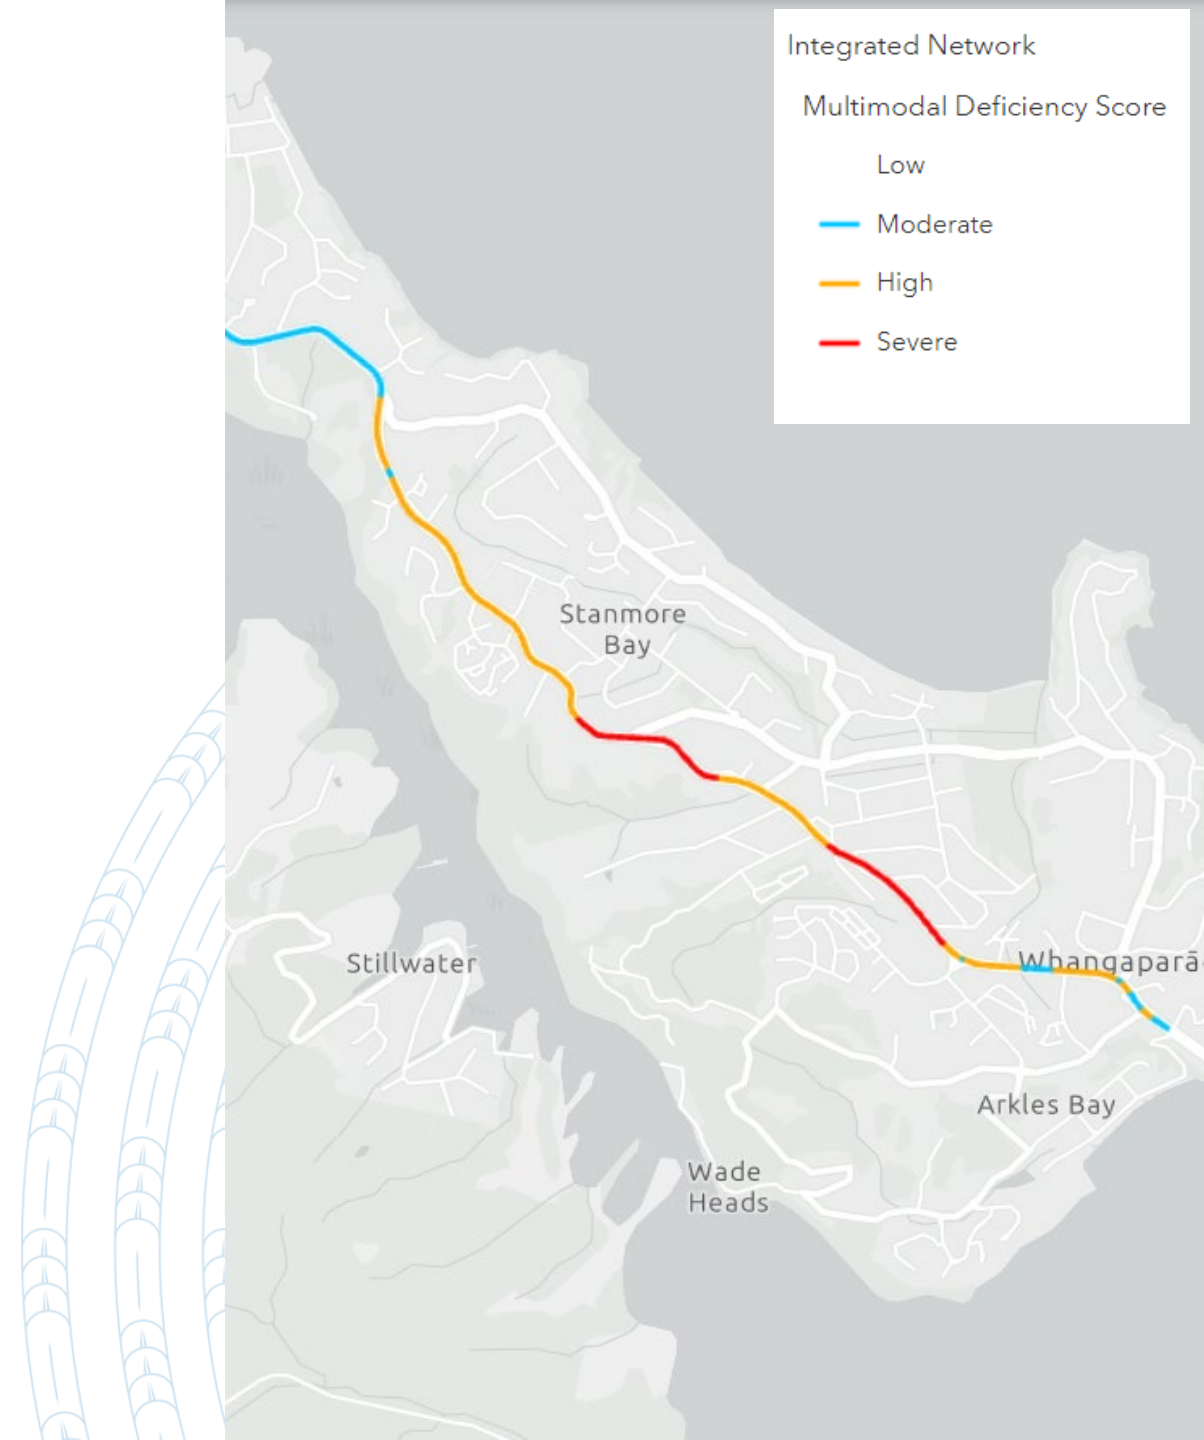 Integrated Network
Multimodal Deficiency Score
Low
Moderate
High
Severe
Stanmore
Bay
Stillwater
Whangaparā
Arkles Bay
Wade
Heads